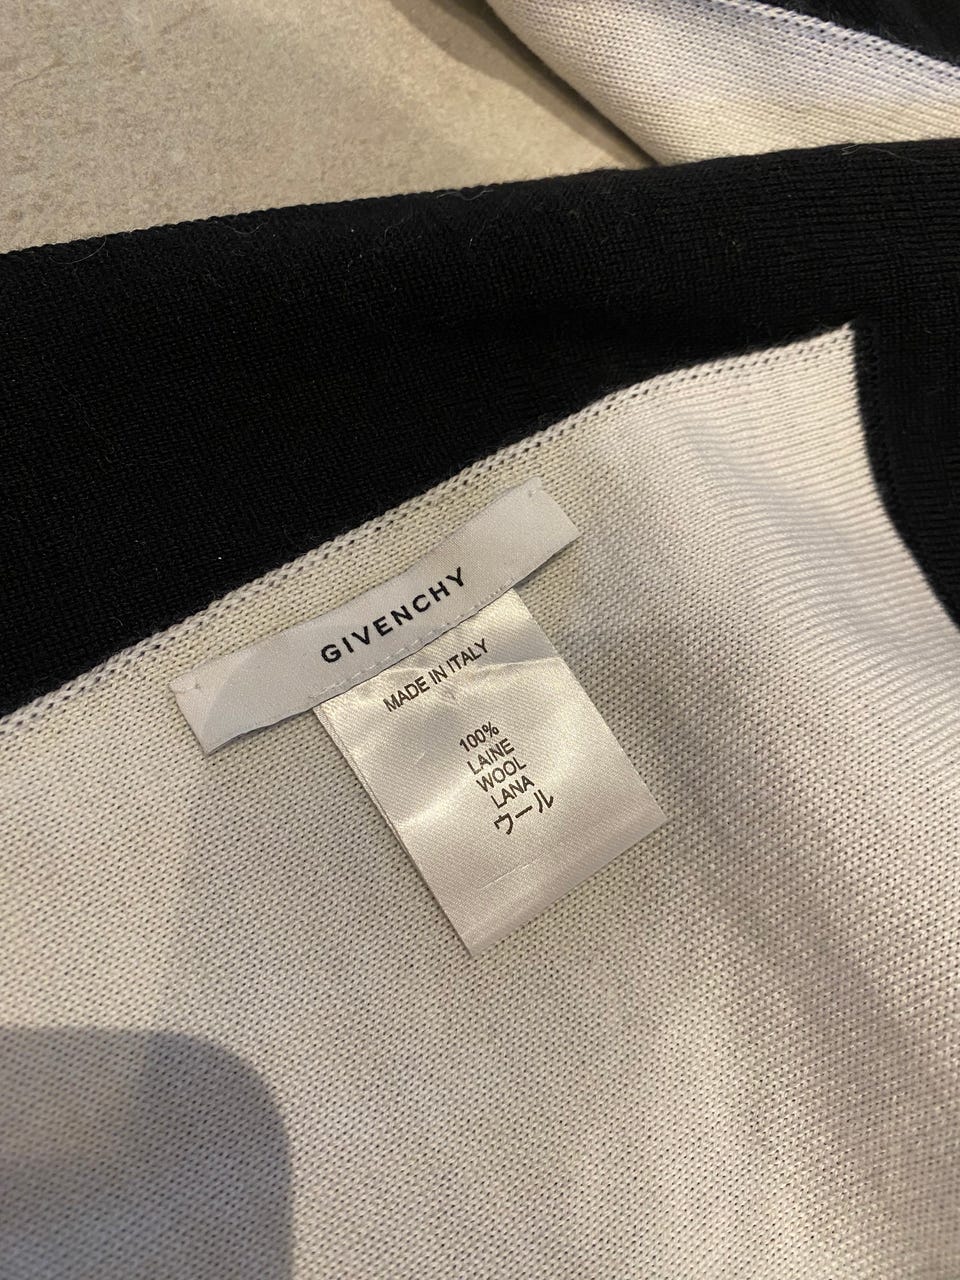 GIVENCHY
MADE IN ITALY
100%
LAINE
WOOL
LANA
ウール